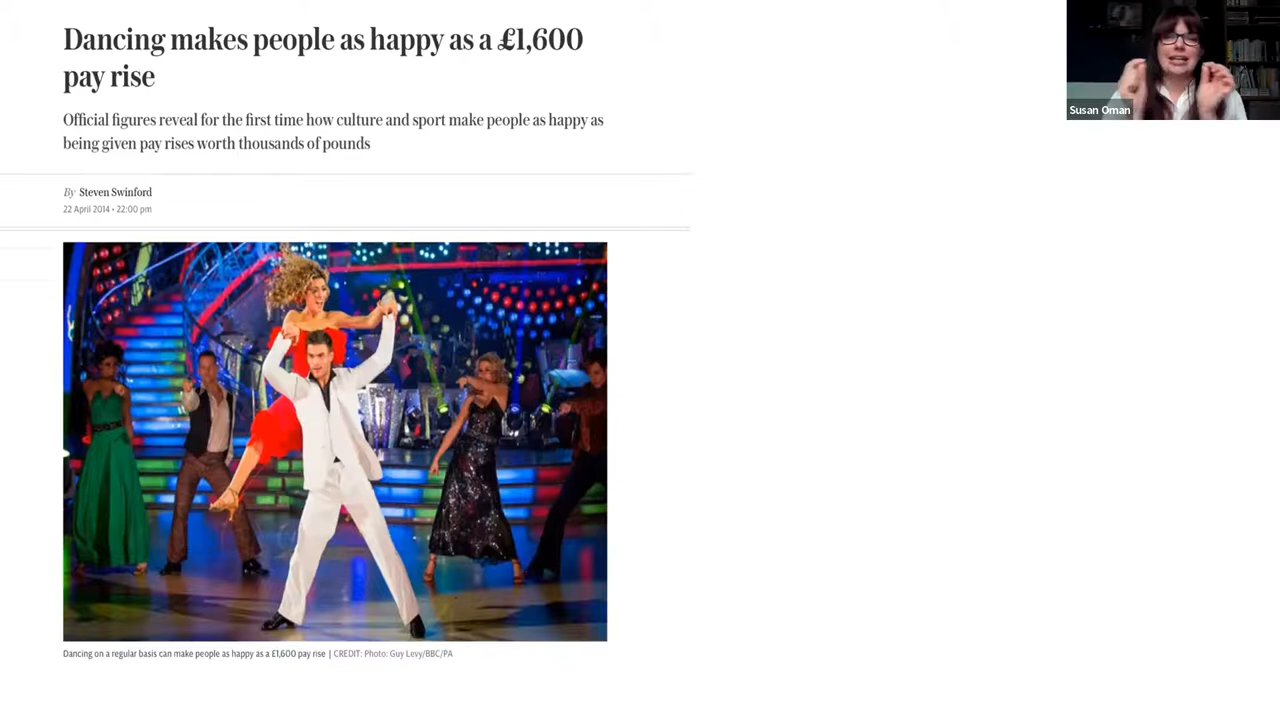 Dancing makes people as happy as a £1,600
pay rise
Official figures reveal for the first time how culture and sport make people as happy as
being given pay rises worth thousands of pounds
By Steven Swinford
22 April 2014 • 22:00 pm
Dancing on a regular basis can make people as happy as a £1,600 pay rise | CREDIT: Photo: Guy Levy/BBC/PA
Susan Oman